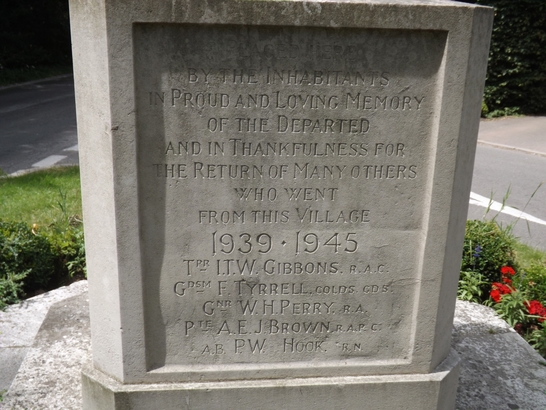 BY THE INHABITANTS
IN PROUD AND LOVING MEMORY
OF THE DEPARTED
AND IN THANKFULNESS FOR
THE RETURN OF MANY OTHERS
WHO WENT
FROM THIS VILLAGE
1939 · 1945
TPR I.T.W. GIBBONS. R.A.C.
GDSM F. TYRRELL, COLDS. GDS.
GNR W.H. PERRY. R.A.
PTE A.E.J. BROWN. R.A.P.C.
A.B. P.W. HOOK. R.N.